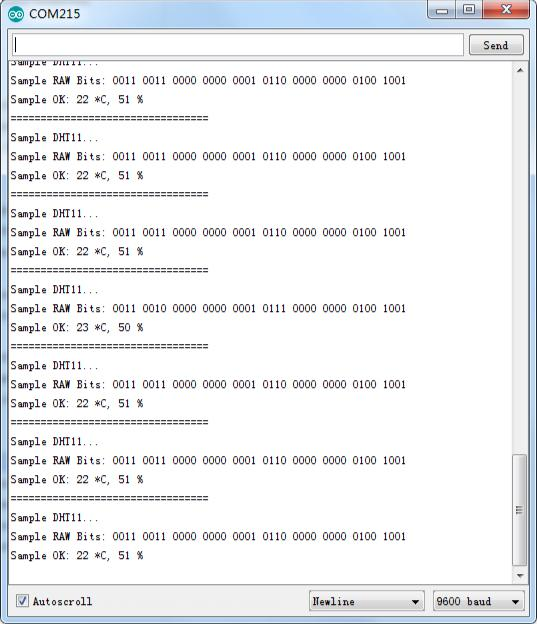 COM215
Send
Sample DHT11...
Sample RAW Bits: 0011 0011 0000 0000 0001 0110 0000 0000 0100 1001
Sample OK: 22 *C, 51 %
=================================
Sample DHT11...
Sample RAW Bits: 0011 0011 0000 0000 0001 0110 0000 0000 0100 1001
Sample OK: 22 *C, 51 %
=================================
Sample DHT11...
Sample RAW Bits: 0011 0011 0000 0000 0001 0110 0000 0000 0100 1001
Sample OK: 22 *C, 51 %
=================================
Sample DHT11...
Sample RAW Bits: 0011 0010 0000 0000 0001 0111 0000 0000 0100 1001
Sample OK: 23 *C, 50 %
=================================
Sample DHT11...
Sample RAW Bits: 0011 0011 0000 0000 0001 0110 0000 0000 0100 1001
Sample OK: 22 *C, 51 %
=================================
Sample DHT11...
Sample RAW Bits: 0011 0011 0000 0000 0001 0110 0000 0000 0100 1001
Sample OK: 22 *C, 51 %
=================================
Sample DHT11...
Sample RAW Bits: 0011 0011 0000 0000 0001 0110 0000 0000 0100 1001
Sample OK: 22 *C, 51 %
Autoscroll
Newline
9600 baud